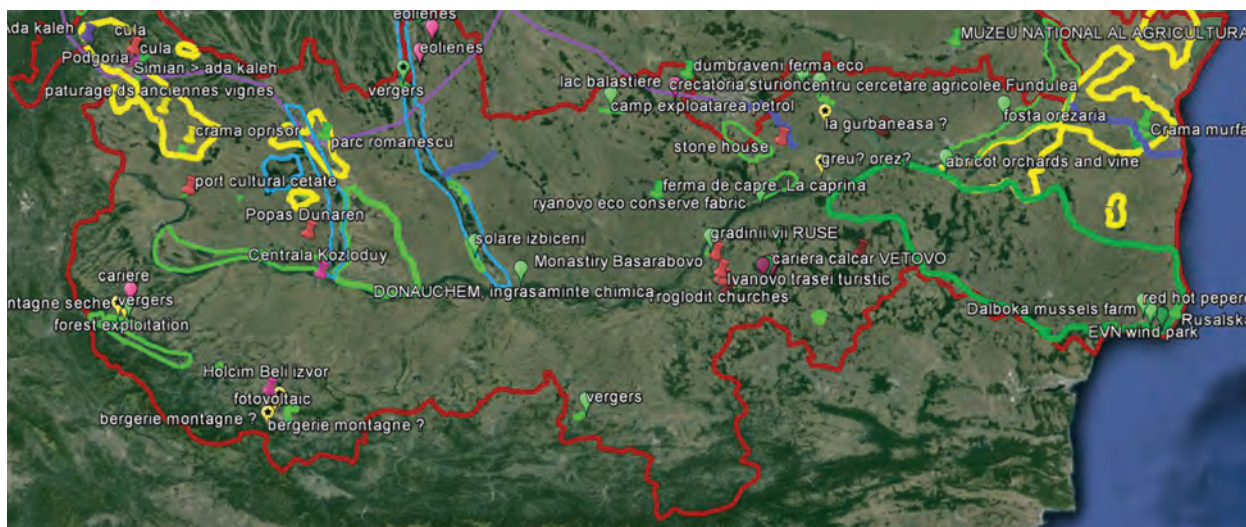 eolienes
Ada kaleh
cula
MUZEU NATIONAL AL AGRICULTURA
cula
eolienes
Podgoria
Simian > ada kaleh
dumbraveni ferma eco
lac balastiere
crecatoria sturioncentru cercetare agricolee Fundulea
paturage ds anciennes vignes
vergers
camp exploatarea petrol
fosta orezaria
la gurbaneasa ?
crama oprisor
parc romanescu
stone house
Crama murfa
greu? orez?
abricot orchards and vine
port cultural cetate
ferma de capre, La caprina
ryanovo eco conserve fabric
Popas Dunaren
gradinii vii RUSE
solare izbiceni
Centrala Kozloduy
Monastiry Basarabovo
cariera calcar VETOVO
cariere
Ivanovo trasei turistic
DONAUCHEM, ingrasaminte chimica
Troglodit churches
ntagne seche
vergers
red hot peper
Dalboka mussels farm
Rusalska
forest exploitation
EVN wind park
Holcim Beli izvor
fotovoltaic
vergers
bergerie montagne ?
bergerie montagne ?